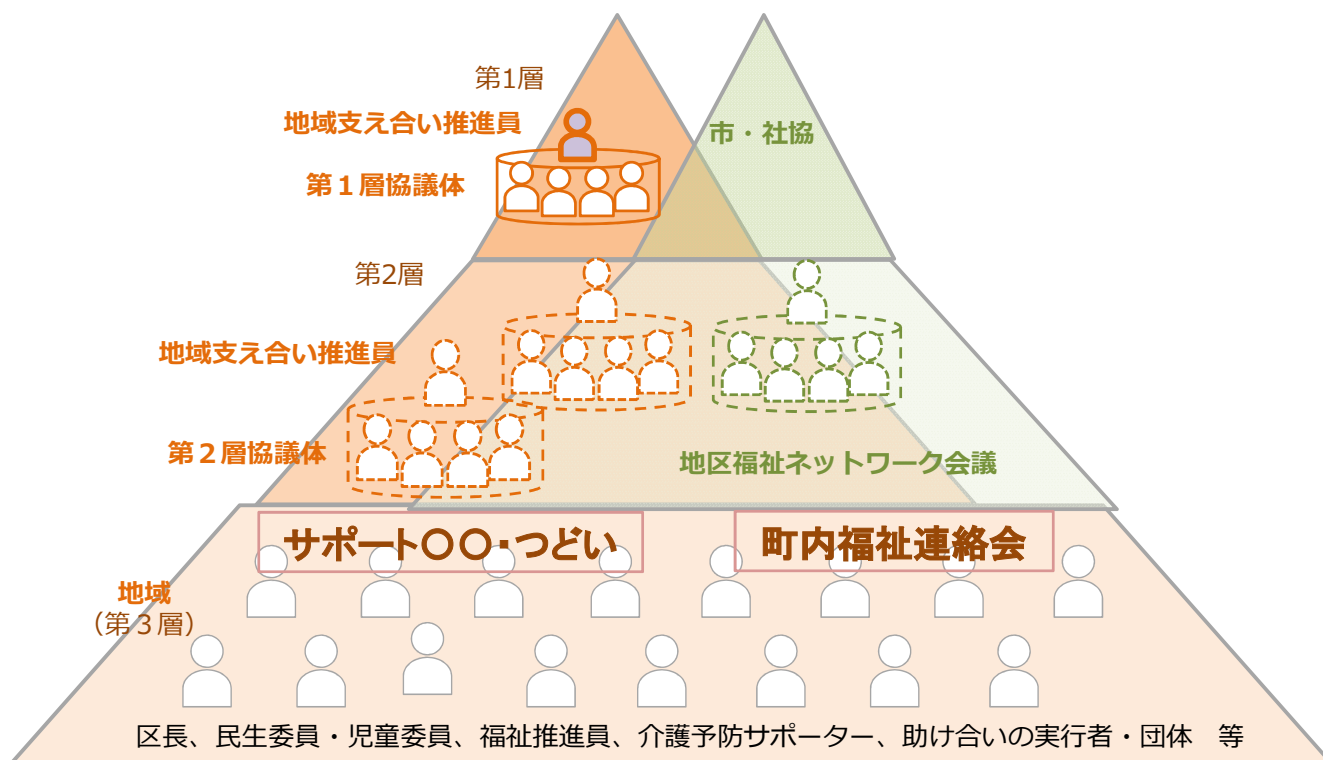 第1層
地域支え合い推進員
市・社協
第１層協議体
第2層
地域支え合い推進員
第２層協議体
地区福祉ネットワーク会議
サポート〇〇・つどい
町内福祉連絡会
地域
（第３層）
区長、民生委員・児童委員、福祉推進員、介護予防サポーター、助け合いの実行者・団体　等